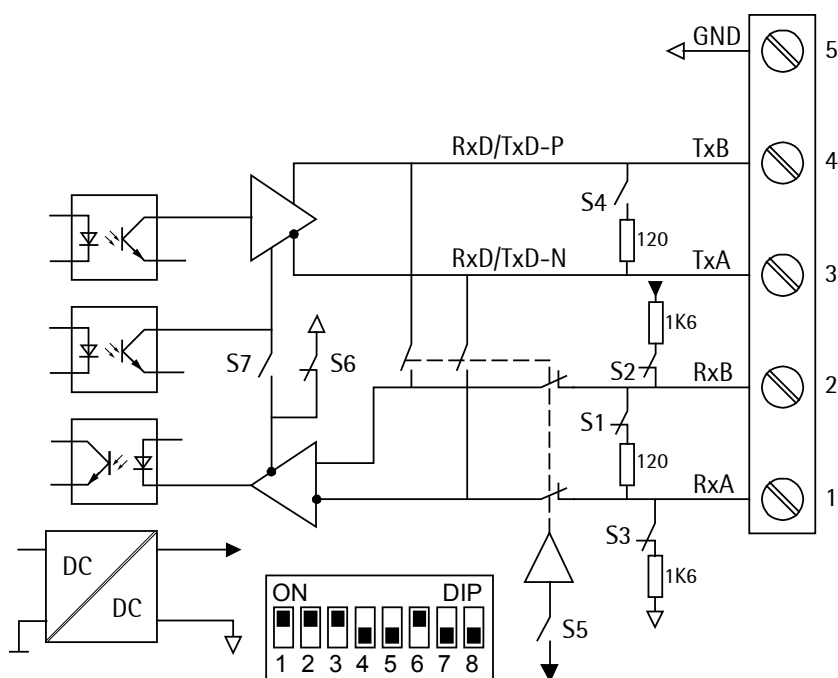 GND
5
RxD/TxD-P
TxB
4
S4
120
RxD/TxD-N
TxA
3
1K6
S7
S6
S2
RxB
2
S1
120
RxA
1
S3
1K6
DC
DC
ON
DIP
1 2 3 4 5 6 7 8
S5